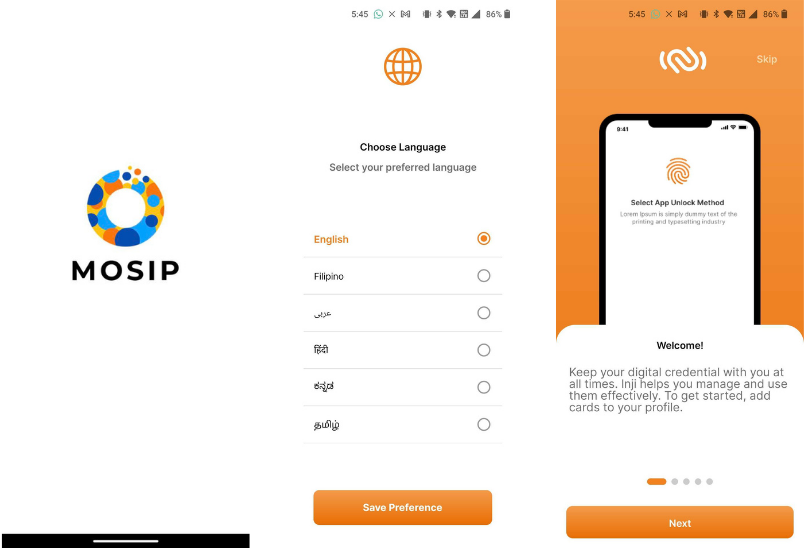 MOSIP
5:45 86%
Choose Language
Select your preferred language
English
Filipino
عربى
हिंदी
ಕನ್ನಡ
தமிழ்
Save Preference
5:45 86%
Skip
9:41
Select App Unlock Method
Lorem Ipsum is simply dummy text of the
printing and typesetting industry
Welcome!
Keep your digital credential with you at
all times. Inji helps you manage and use
them effectively. To get started, add
cards to your profile.
Next